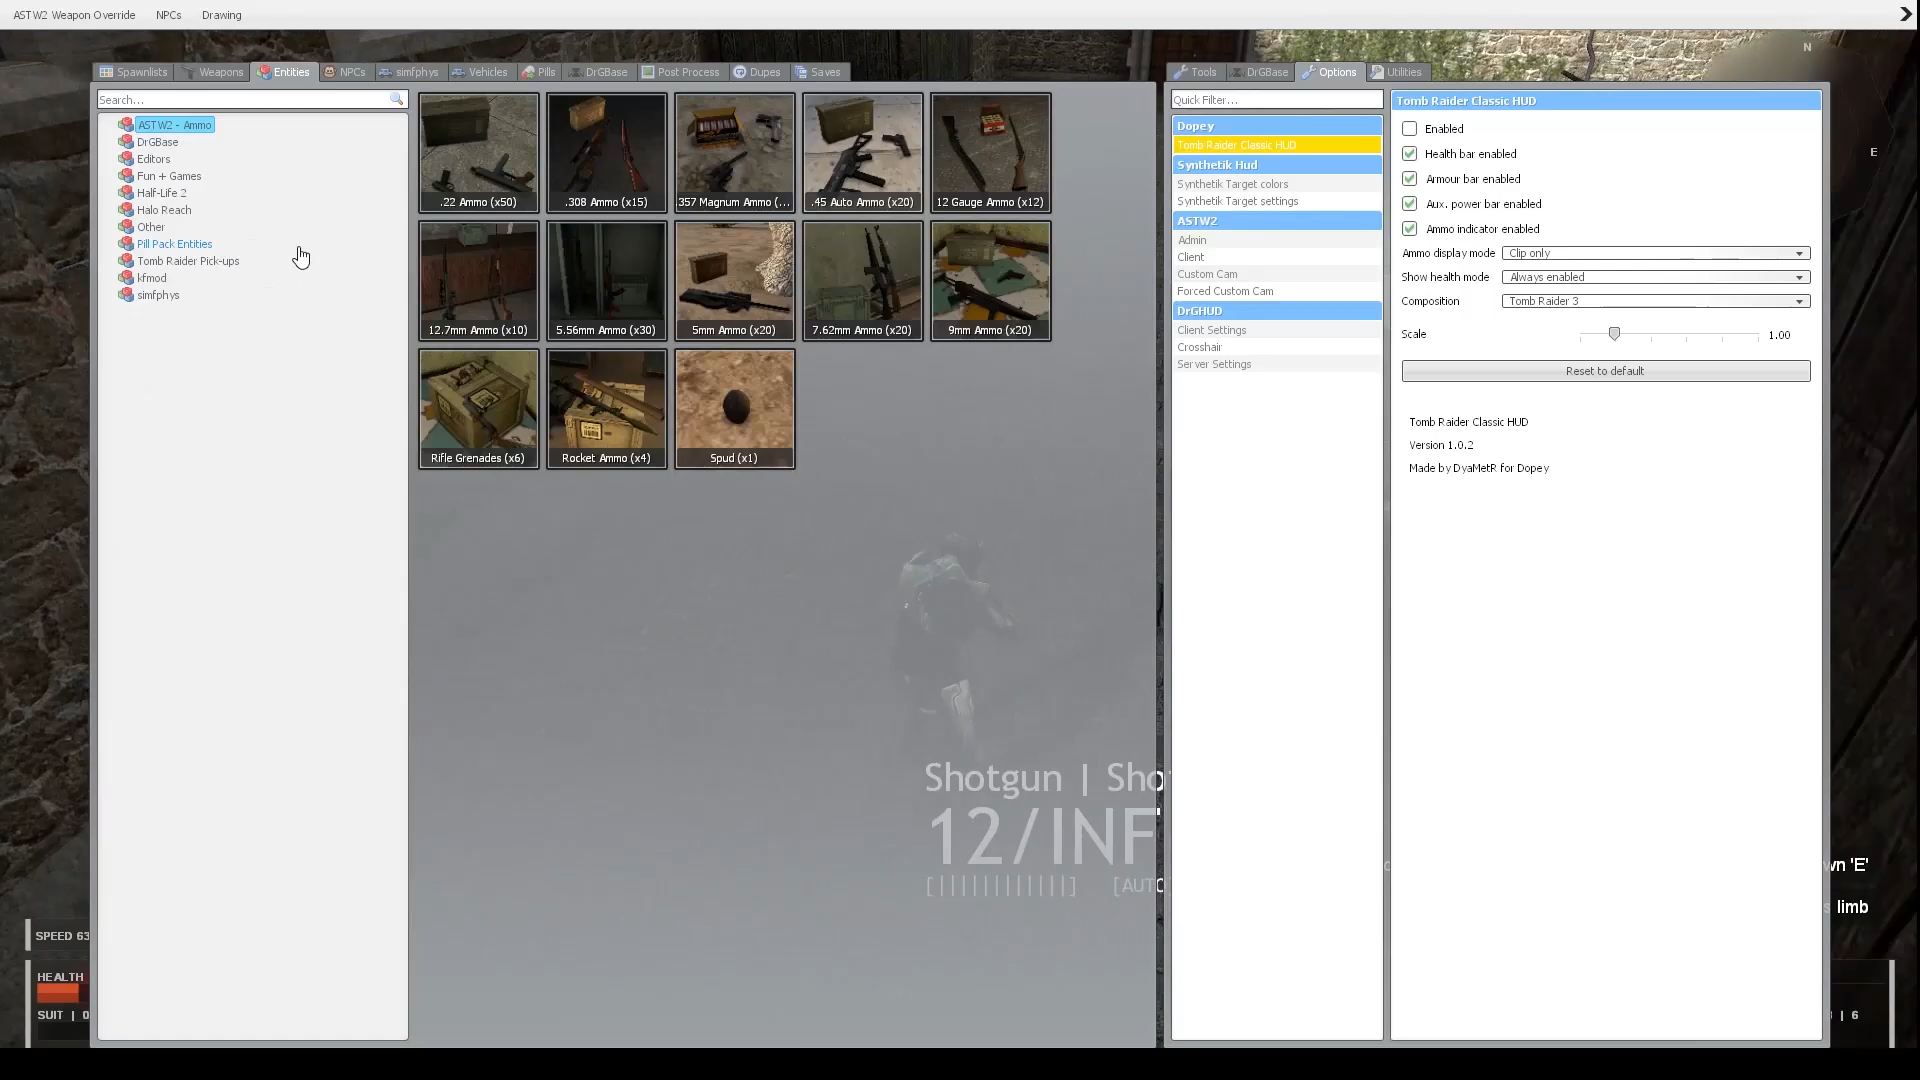 ASTW2 Weapon Override NPCs Drawing
N
Spawnlists Weapons Entities NPCs simfphys Vehicles Pills DrGBase Post Process Dupes Saves
Tools DrGBase Options Utilities
Search...
ASTW2 - Ammo
DrGBase
Editors
Fun + Games
Half-Life 2
Halo Reach
Other
Pill Pack Entities
Tomb Raider Pick-ups
kfmod
simfphys
.22 Ammo (x50) .308 Ammo (x15) .357 Magnum Ammo (... .45 Auto Ammo (x20) 12 Gauge Ammo (x12)
12.7mm Ammo (x10) 5.56mm Ammo (x30) 5mm Ammo (x20) 7.62mm Ammo (x20) 9mm Ammo (x20)
Rifle Grenades (x6) Rocket Ammo (x4) Spud (x1)
Shotgun | Sho
12/INF
[||||||||||||] [AUTO
Quick Filter...
Dopey
Tomb Raider Classic HUD
Synthetik Hud
Synthetik Target colors
Synthetik Target settings
ASTW2
Admin
Client
Custom Cam
Forced Custom Cam
DrGHUD
Client Settings
Crosshair
Server Settings
Tomb Raider Classic HUD
Enabled
Health bar enabled
Armour bar enabled
Aux. power bar enabled
Ammo indicator enabled
Ammo display mode Clip only
Show health mode Always enabled
Composition Tomb Raider 3
Scale 1.00
Reset to default
Tomb Raider Classic HUD
Version 1.0.2
Made by DyaMetR for Dopey
E
wn 'E'
limb
SPEED 63
HEALTH
SUIT | 0
| 6